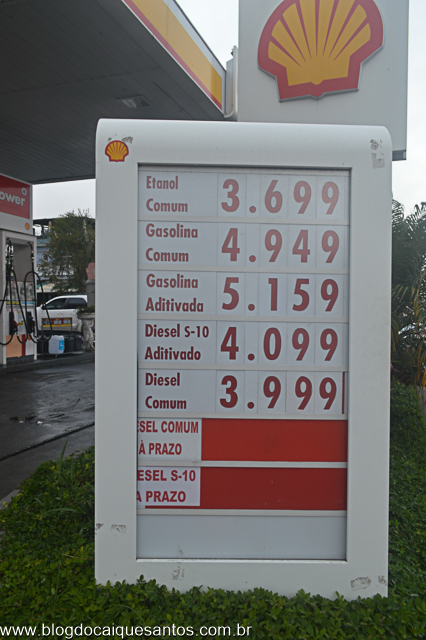 ower
Etanol
Comum 3.699
Gasolina
Comum 4.949
Gasolina
Aditivada 5.159
Diesel S-10
Aditivado 4.099
Diesel
Comum 3.999
ESEL COMUM
À PRAZO
ESEL S-10
À PRAZO
www.blogdocaiquesantos.com.br